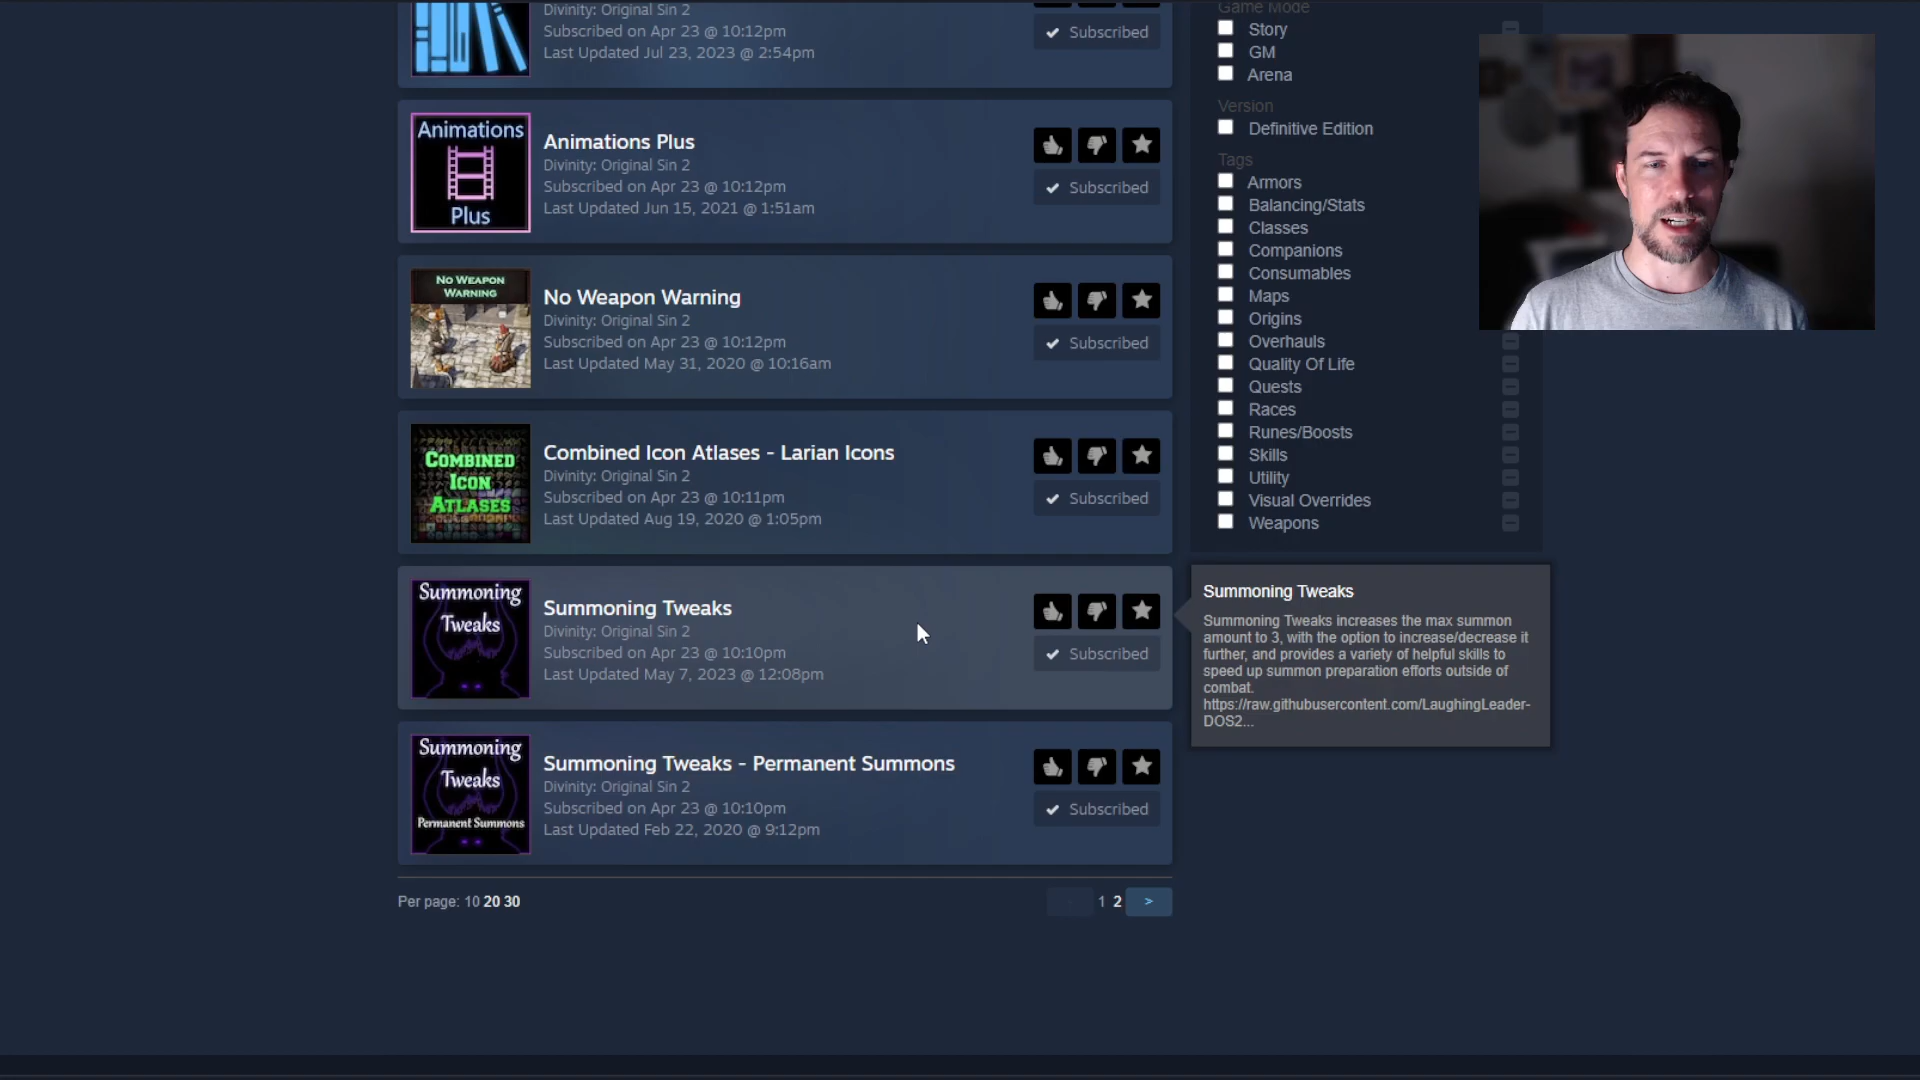 Divinity: Original Sin 2
Subscribed on Apr 23 @ 10:12pm
Last Updated Jul 23, 2023 @ 2:54pm
Subscribed
Animations
Plus
Animations Plus
Divinity: Original Sin 2
Subscribed on Apr 23 @ 10:12pm
Last Updated Jun 15, 2021 @ 1:51am
Subscribed
NO WEAPON
WARNING
No Weapon Warning
Divinity: Original Sin 2
Subscribed on Apr 23 @ 10:12pm
Last Updated May 31, 2020 @ 10:16am
Subscribed
COMBINED
ICON
ATLASES
Combined Icon Atlases - Larian Icons
Divinity: Original Sin 2
Subscribed on Apr 23 @ 10:11pm
Last Updated Aug 19, 2020 @ 1:05pm
Subscribed
Summoning
Tweaks
Summoning Tweaks
Divinity: Original Sin 2
Subscribed on Apr 23 @ 10:10pm
Last Updated May 7, 2023 @ 12:08pm
Subscribed
Summoning
Tweaks
Permanent Summons
Summoning Tweaks - Permanent Summons
Divinity: Original Sin 2
Subscribed on Apr 23 @ 10:10pm
Last Updated Feb 22, 2020 @ 9:12pm
Subscribed
Per page: 10 20 30
1 2 >
Game Mode
Story
GM
Arena
Version
Definitive Edition
Tags
Armors
Balancing/Stats
Classes
Companions
Consumables
Maps
Origins
Overhauls
Quality Of Life
Quests
Races
Runes/Boosts
Skills
Utility
Visual Overrides
Weapons
Summoning Tweaks
Summoning Tweaks increases the max summon
amount to 3, with the option to increase/decrease it
further, and provides a variety of helpful skills to
speed up summon preparation efforts outside of
combat.
https://raw.githubusercontent.com/LaughingLeader-
DOS2...